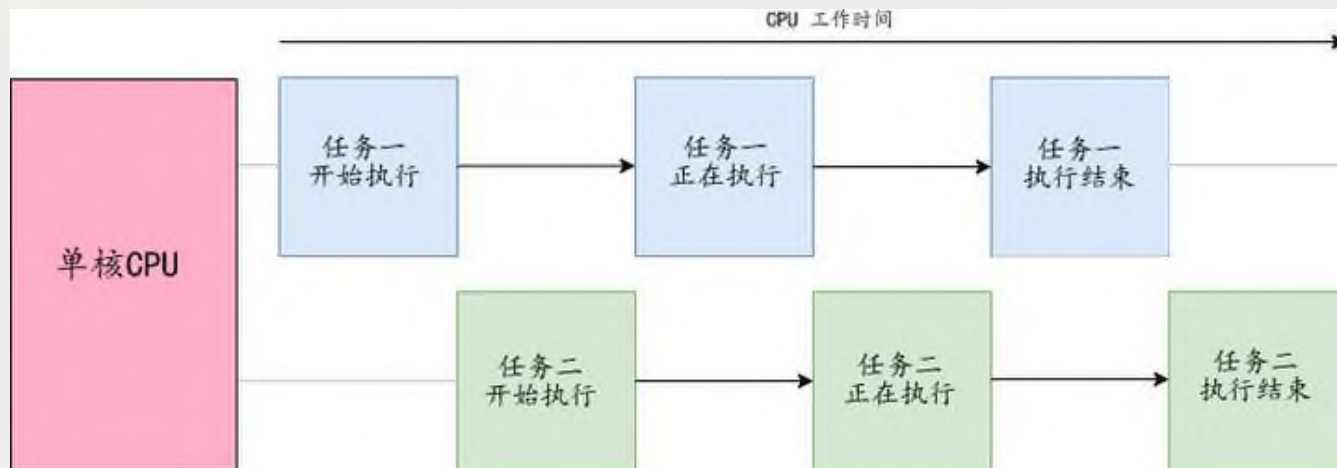 CPU 工作时间
任务一
开始执行
任务一
正在执行
任务一
执行结束
单核CPU
任务二
开始执行
任务二
正在执行
任务二
执行结束